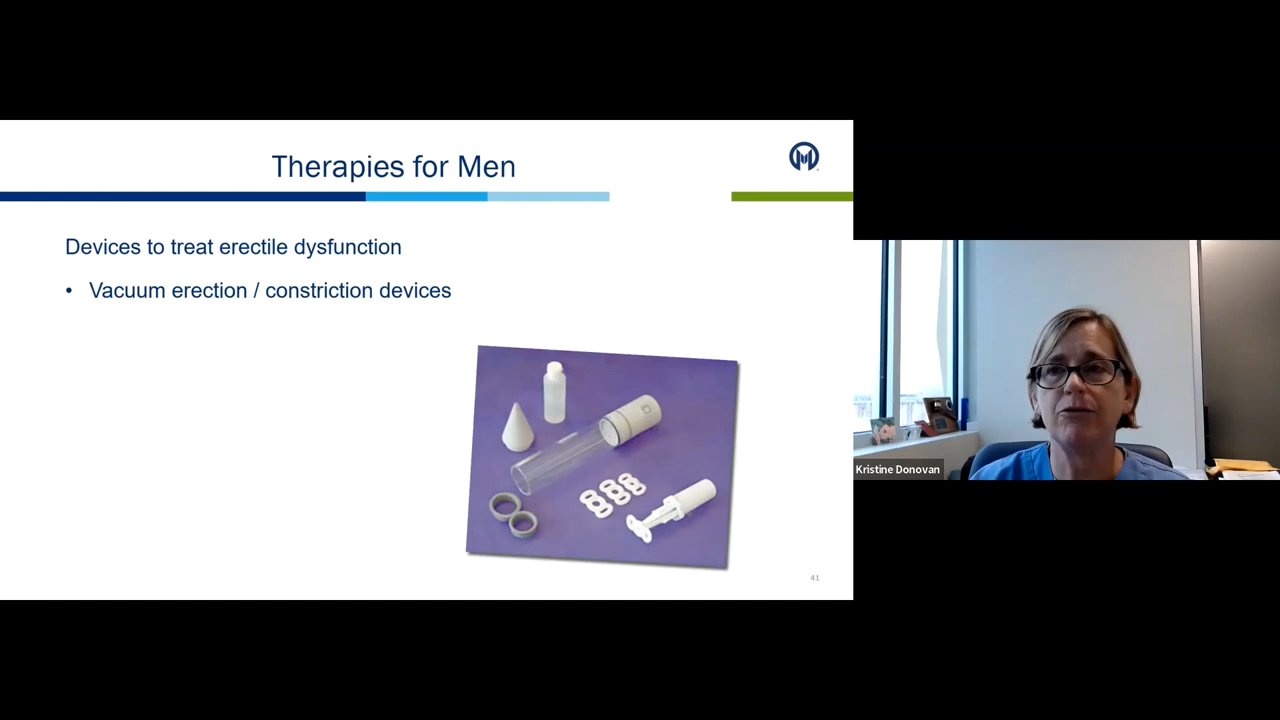 Therapies for Men
Devices to treat erectile dysfunction
• Vacuum erection / constriction devices
41
Kristine Donovan